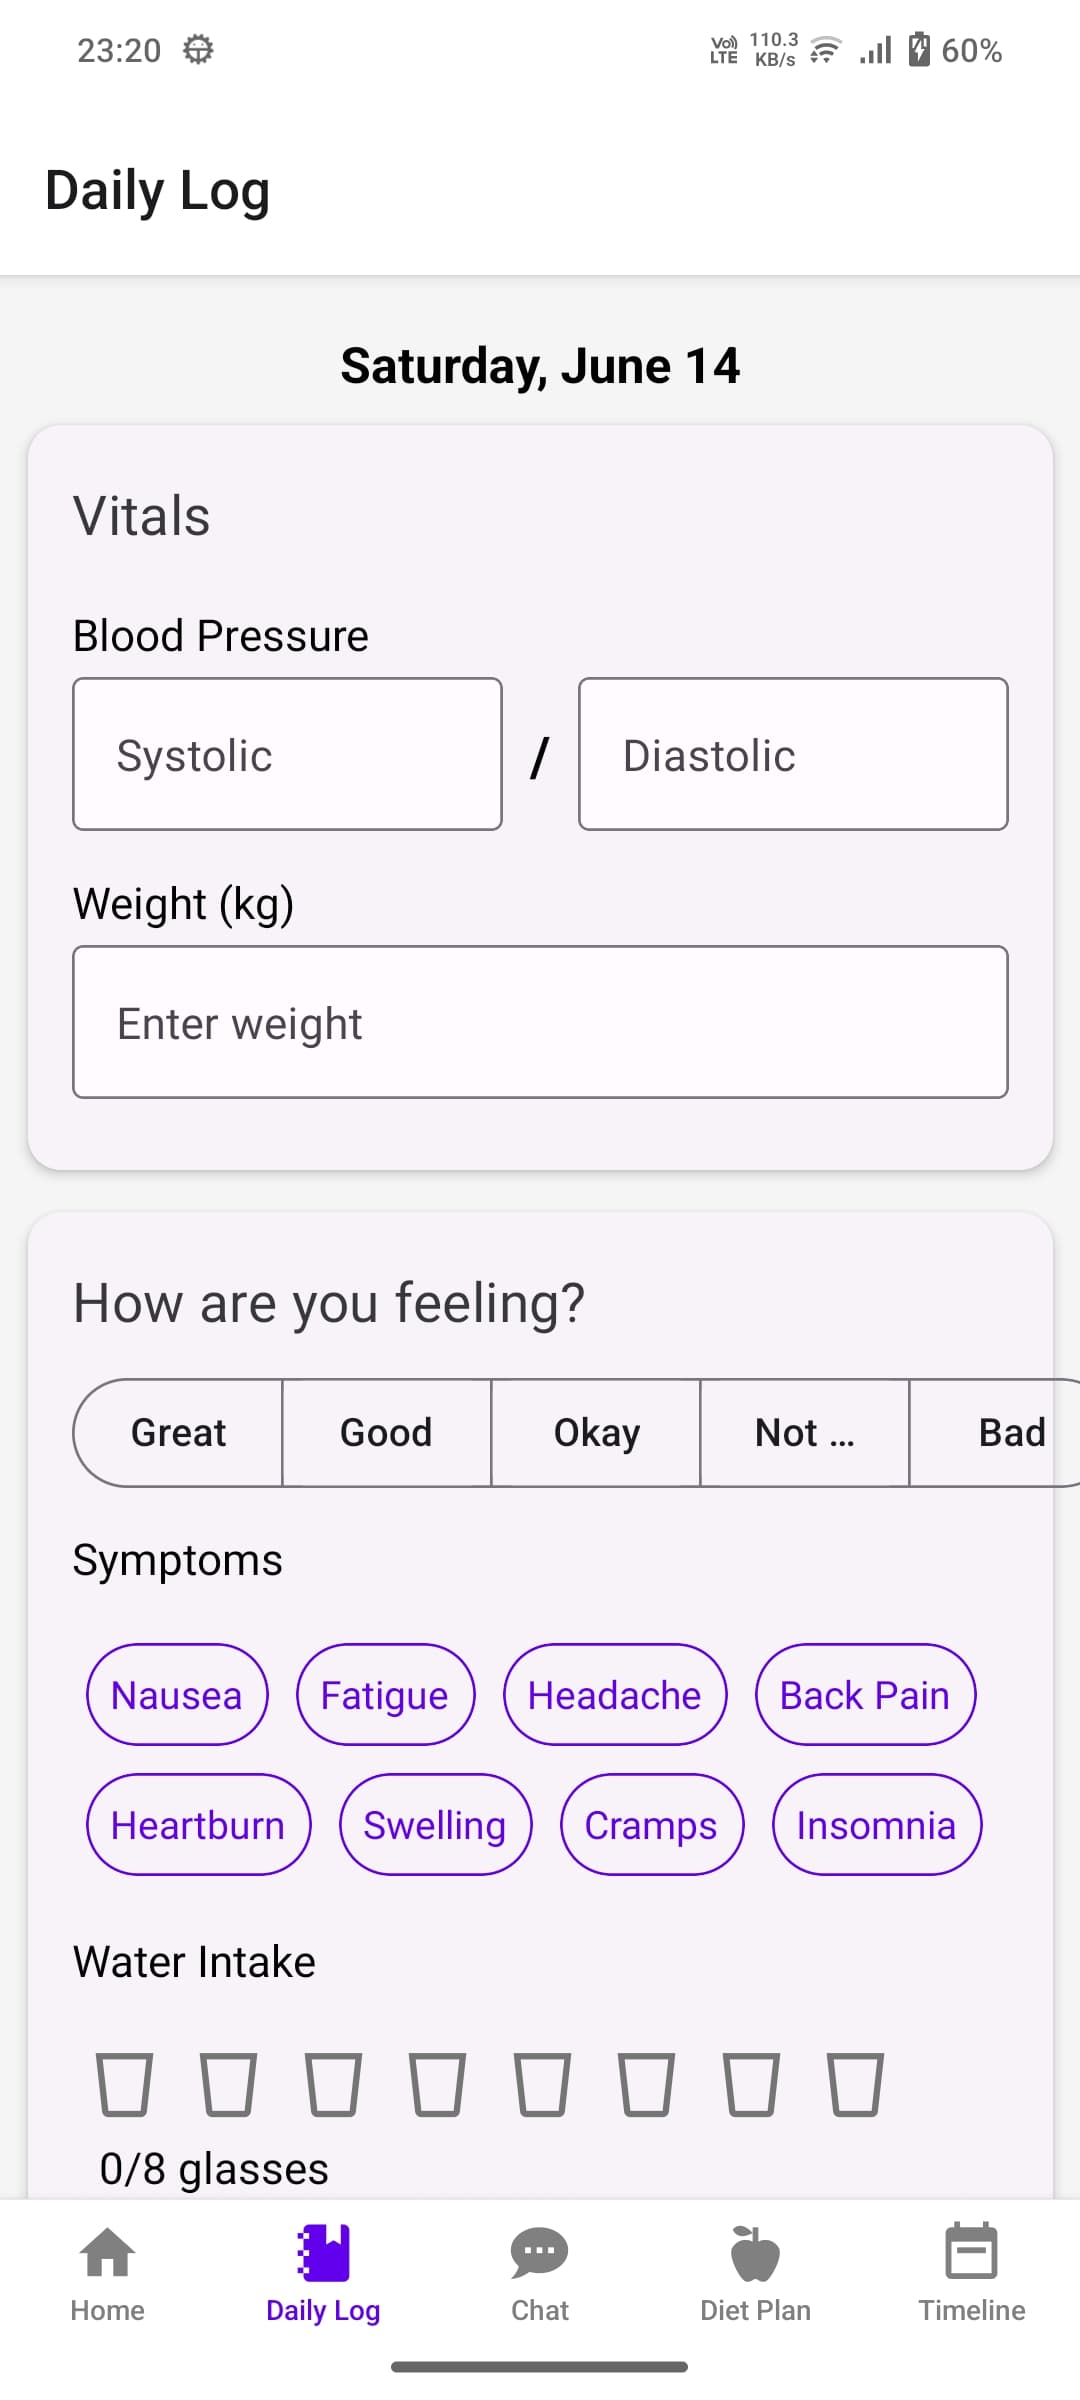 23:20 Vo)) LTE 110.3 KB/s 60%
Daily Log
Saturday, June 14
Vitals
Blood Pressure
Systolic / Diastolic
Weight (kg)
Enter weight
How are you feeling?
Great Good Okay Not ... Bad
Symptoms
Nausea Fatigue Headache Back Pain
Heartburn Swelling Cramps Insomnia
Water Intake
0/8 glasses
Home Daily Log Chat Diet Plan Timeline